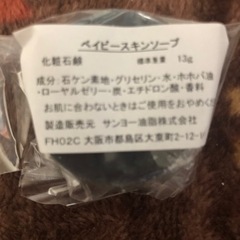 ベイビースキンソープ
化粧石鹸 標準重量 13g
成分:石ケン素地・グリセリン・水・ホホバ油
・ローヤルゼリー・炭・エチドロン酸・香料
お肌に合わないときはご使用をおやめく
製造販売元 サンヨー油脂株式会社
FH02C 大阪市都島区大東町2-12-1